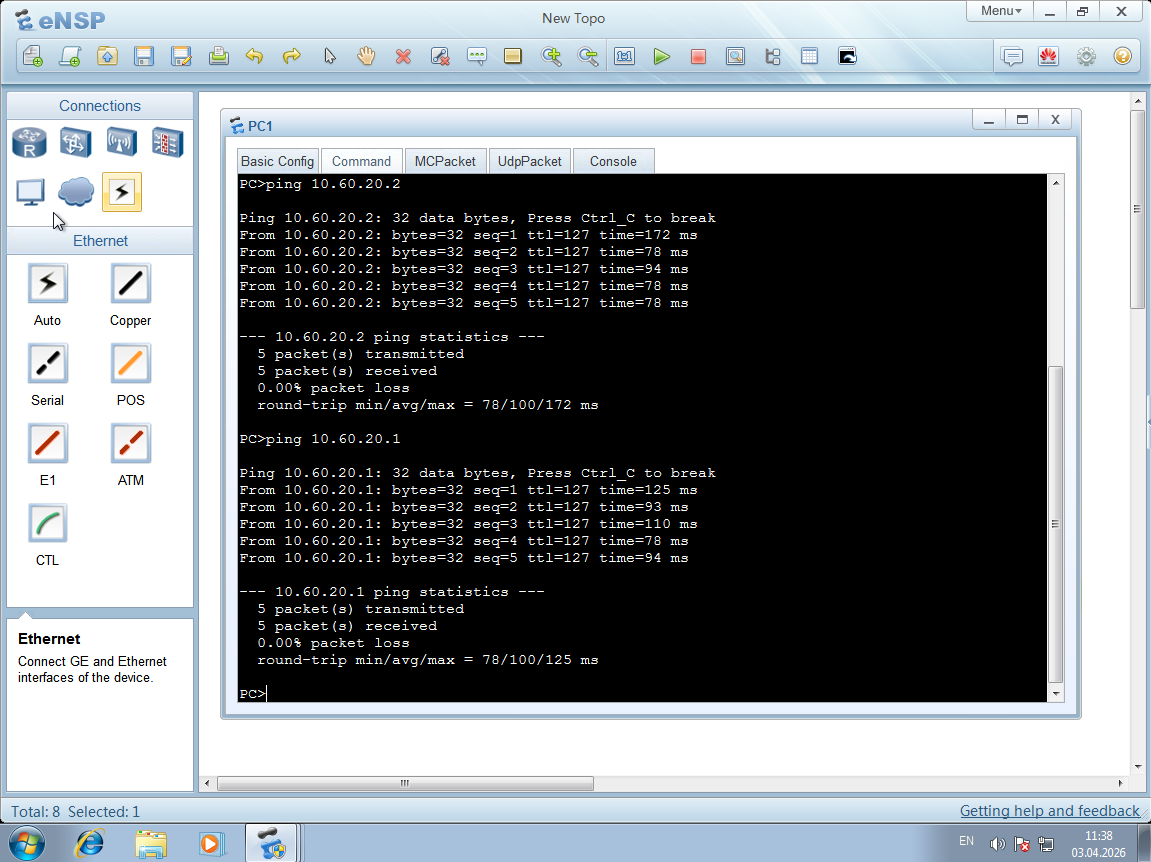 eNSP
New Topo
Menu
PC1
Basic Config
Command
MCPacket
UdpPacket
Console
PC>ping 10.60.20.2
Ping 10.60.20.2: 32 data bytes, Press Ctrl_C to break
From 10.60.20.2: bytes=32 seq=1 ttl=127 time=172 ms
From 10.60.20.2: bytes=32 seq=2 ttl=127 time=78 ms
From 10.60.20.2: bytes=32 seq=3 ttl=127 time=94 ms
From 10.60.20.2: bytes=32 seq=4 ttl=127 time=78 ms
From 10.60.20.2: bytes=32 seq=5 ttl=127 time=78 ms
--- 10.60.20.2 ping statistics ---
5 packet(s) transmitted
5 packet(s) received
0.00% packet loss
round-trip min/avg/max = 78/100/172 ms
PC>ping 10.60.20.1
Ping 10.60.20.1: 32 data bytes, Press Ctrl_C to break
From 10.60.20.1: bytes=32 seq=1 ttl=127 time=125 ms
From 10.60.20.1: bytes=32 seq=2 ttl=127 time=93 ms
From 10.60.20.1: bytes=32 seq=3 ttl=127 time=110 ms
From 10.60.20.1: bytes=32 seq=4 ttl=127 time=78 ms
From 10.60.20.1: bytes=32 seq=5 ttl=127 time=94 ms
--- 10.60.20.1 ping statistics ---
5 packet(s) transmitted
5 packet(s) received
0.00% packet loss
round-trip min/avg/max = 78/100/125 ms
PC>
Connections
R
Ethernet
Auto
Copper
Serial
POS
E1
ATM
CTL
Ethernet
Connect GE and Ethernet
interfaces of the device.
Total: 8 Selected: 1
Getting help and feedback
EN
11:38
03.04.2026